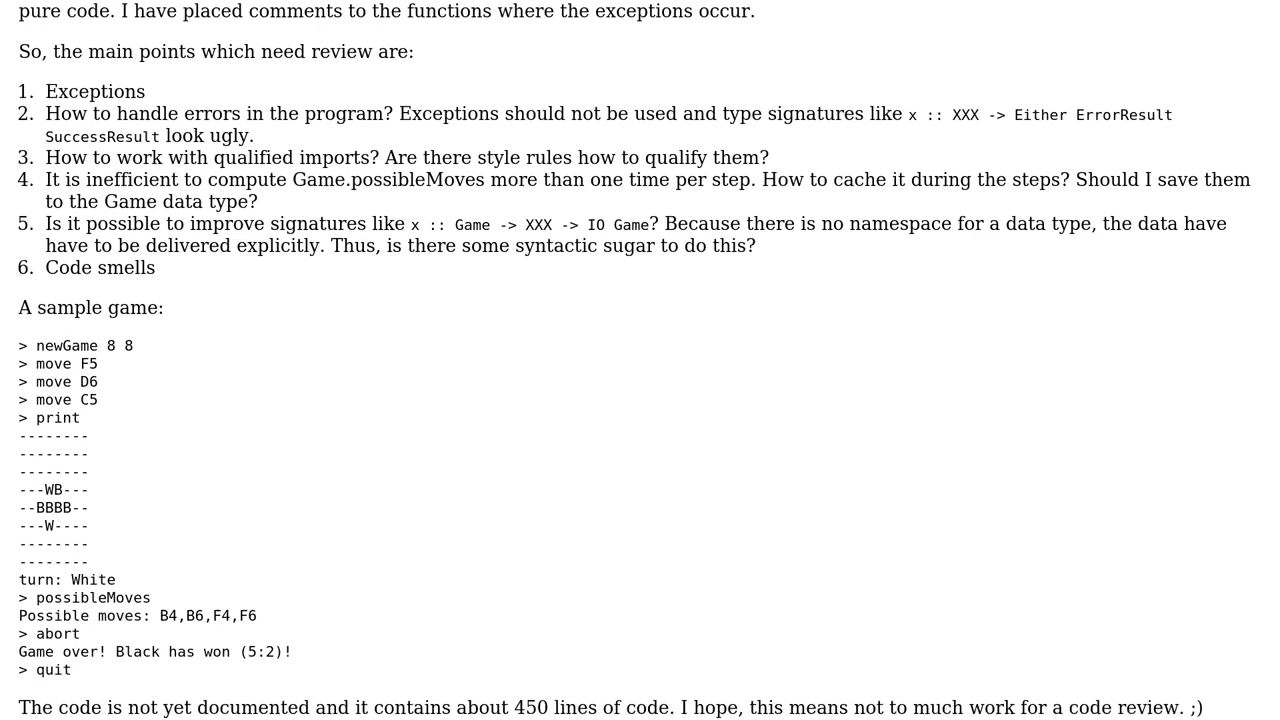 pure code. I have placed comments to the functions where the exceptions occur.
So, the main points which need review are:
1. Exceptions
2. How to handle errors in the program? Exceptions should not be used and type signatures like x :: XXX -> Either ErrorResult
SuccessResult look ugly.
3. How to work with qualified imports? Are there style rules how to qualify them?
4. It is inefficient to compute Game.possibleMoves more than one time per step. How to cache it during the steps? Should I save them
to the Game data type?
5. Is it possible to improve signatures like x :: Game -> XXX -> IO Game? Because there is no namespace for a data type, the data have
have to be delivered explicitly. Thus, is there some syntactic sugar to do this?
6. Code smells
A sample game:
> newGame 8 8
> move F5
> move D6
> move C5
> print
--------
--------
--------
---WB---
--BBBB--
---W----
--------
--------
turn: White
> possibleMoves
Possible moves: B4,B6,F4,F6
> abort
Game over! Black has won (5:2)!
> quit
The code is not yet documented and it contains about 450 lines of code. I hope, this means not to much work for a code review. ;)